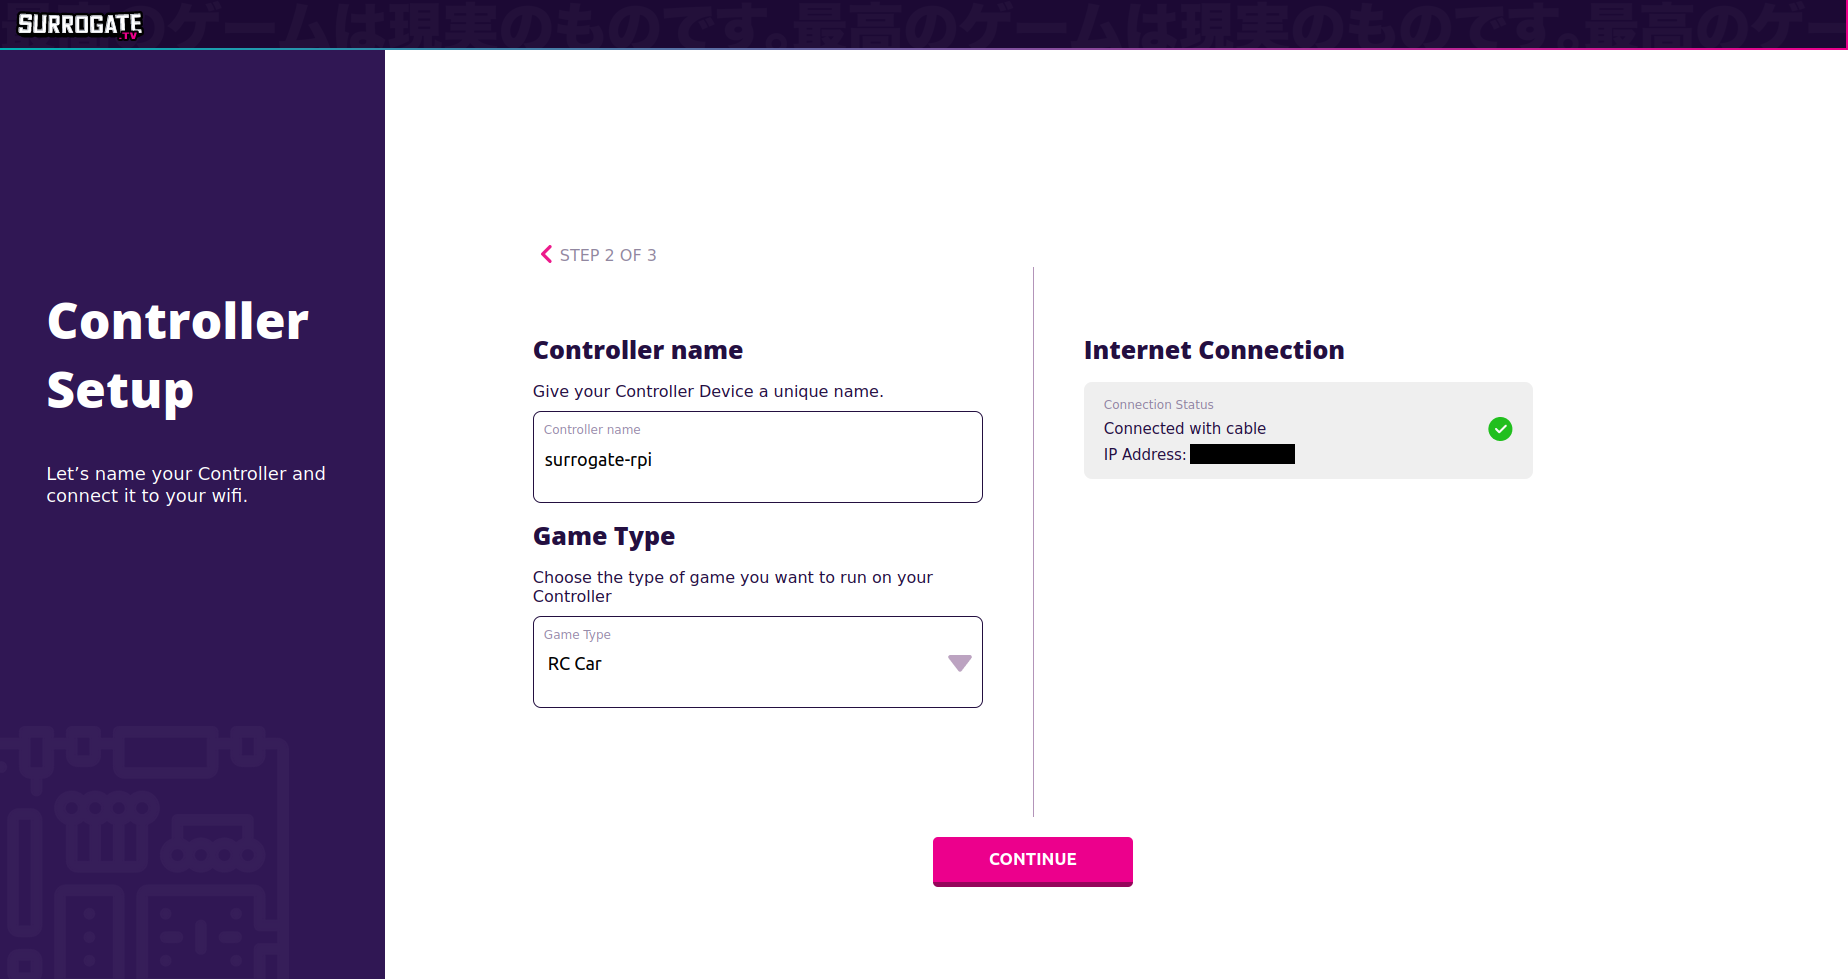 最高のゲームは現実のものです。最高のゲームは現実のものです。最高のゲー
SURROGATE
.TV
Controller
Setup
Let’s name your Controller and
connect it to your wifi.
STEP 2 OF 3
Controller name
Give your Controller Device a unique name.
Controller name
surrogate-rpi
Game Type
Choose the type of game you want to run on your
Controller
Game Type
RC Car
Internet Connection
Connection Status
Connected with cable
IP Address:
CONTINUE